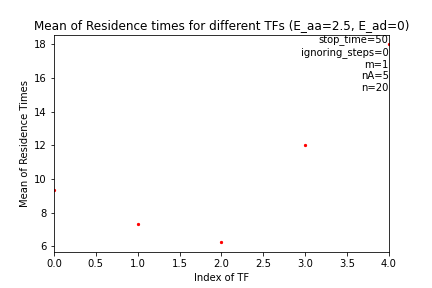 Mean of Residence times for different TFs (E_aa=2.5, E_ad=0)
stop_time=50
ignoring_steps=0
m=1
nA=5
n=20
18
16
14
12
10
8
6
Mean of Residence Times
0.0 0.5 1.0 1.5 2.0 2.5 3.0 3.5 4.0
Index of TF